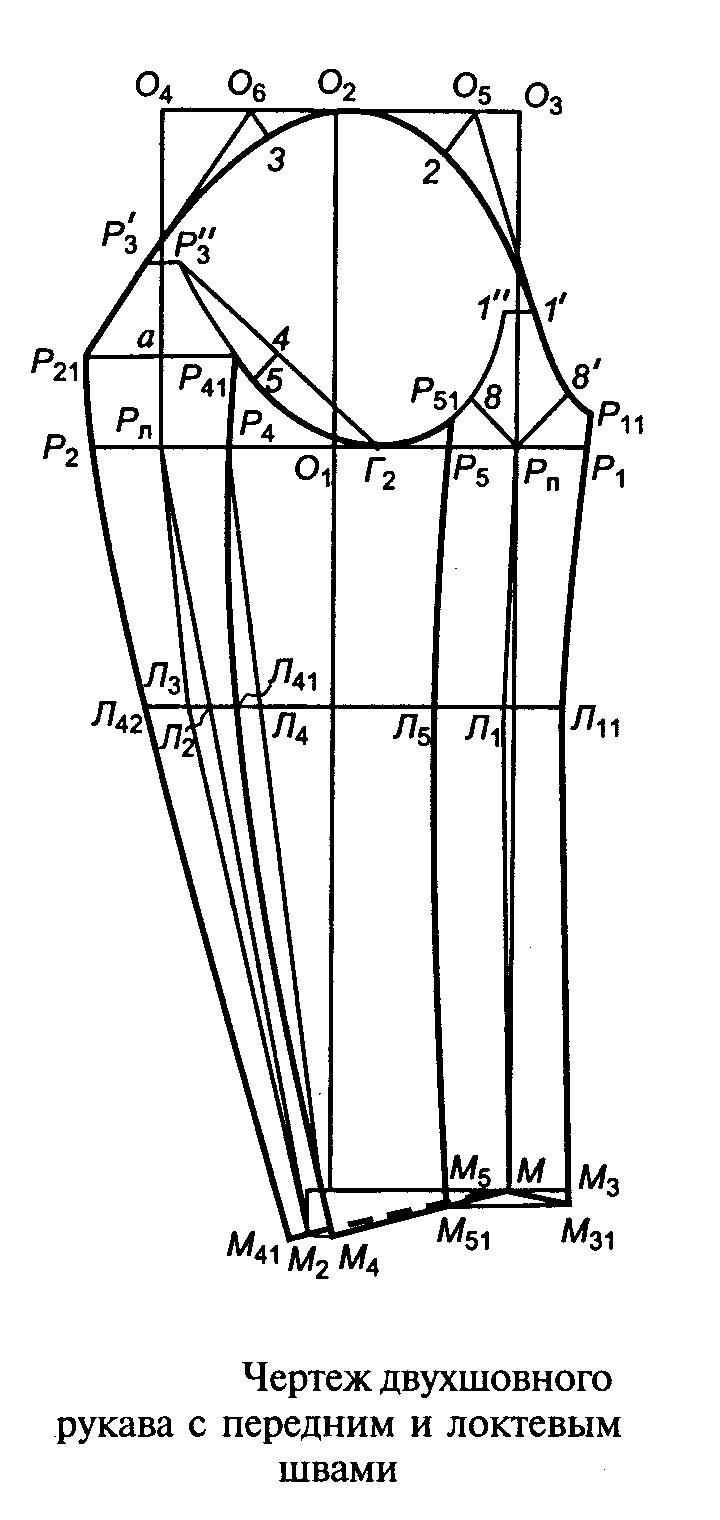 O₄ O₆ O₂ O₅ O₃
3 2
P₃′ P₃″ 1″ 1′
P₂₁ a P₄₁ 4 5 P₅₁ 8 8′ P₁₁
P₂ Pл P₄ O₁ Г₂ P₅ Pп P₁
Л₃ Л₄₁
Л₄₂ Л₂ Л₄ Л₅ Л₁ Л₁₁
M₅ M M₃
M₄₁ M₂ M₄ M₅₁ M₃₁
Чертеж двухшовного
рукава с передним и локтевым
швами